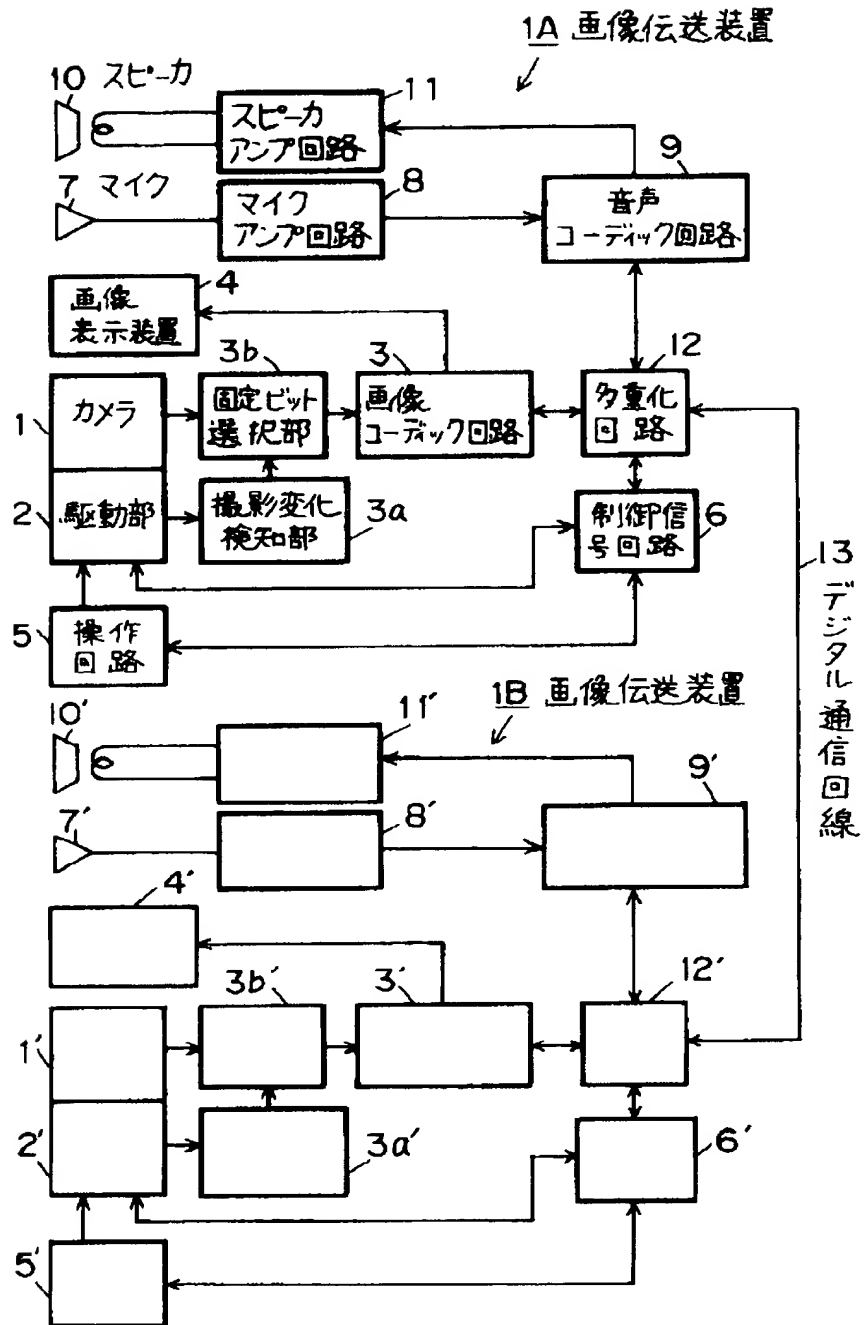 1A 画像伝送装置
10 スピーカ
11
スピーカ
アンプ回路
9
7 マイク
8
マイク
アンプ回路
音声
コーディック回路
4
画像
表示装置
3b
3
12
1
カメラ
固定ビット
選択部
画像
コーディック回路
多重化
回路
2
駆動部
撮影変化
検知部
3a
制御信
号回路
6
13 デジタル通信回線
5
操作
回路
1B 画像伝送装置
10'
11'
9'
7'
8'
4'
3b'
3'
12'
1'
2'
3a'
6'
5'